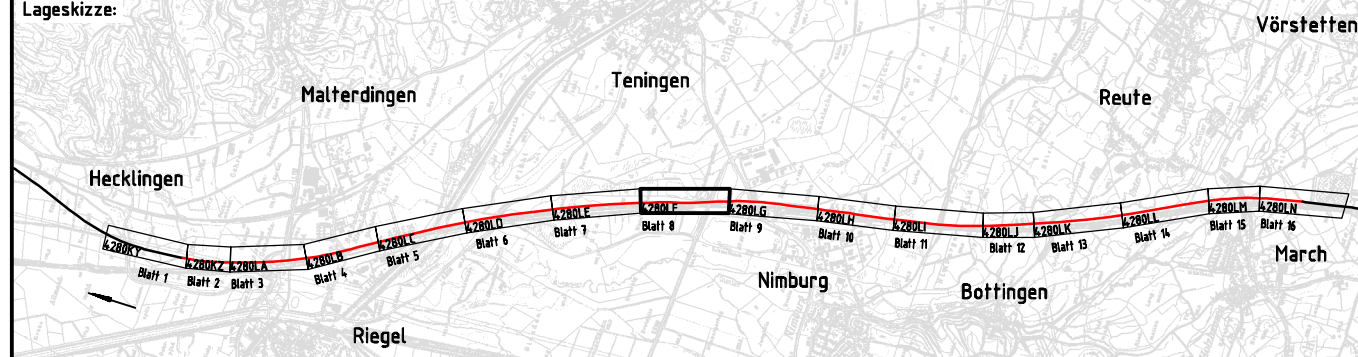 Lageskizze:
Vörstetten
Teningen
Malterdingen
Reute
Hecklingen
4280KY
4280KZ
4280LA
4280LB
4280LC
4280LD
4280LE
4280LF
4280LG
4280LH
4280LI
4280LJ
4280LK
4280LL
4280LM
4280LN
Blatt 1
Blatt 2
Blatt 3
Blatt 4
Blatt 5
Blatt 6
Blatt 7
Blatt 8
Blatt 9
Blatt 10
Blatt 11
Blatt 12
Blatt 13
Blatt 14
Blatt 15
Blatt 16
March
Nimburg
Bottingen
Riegel